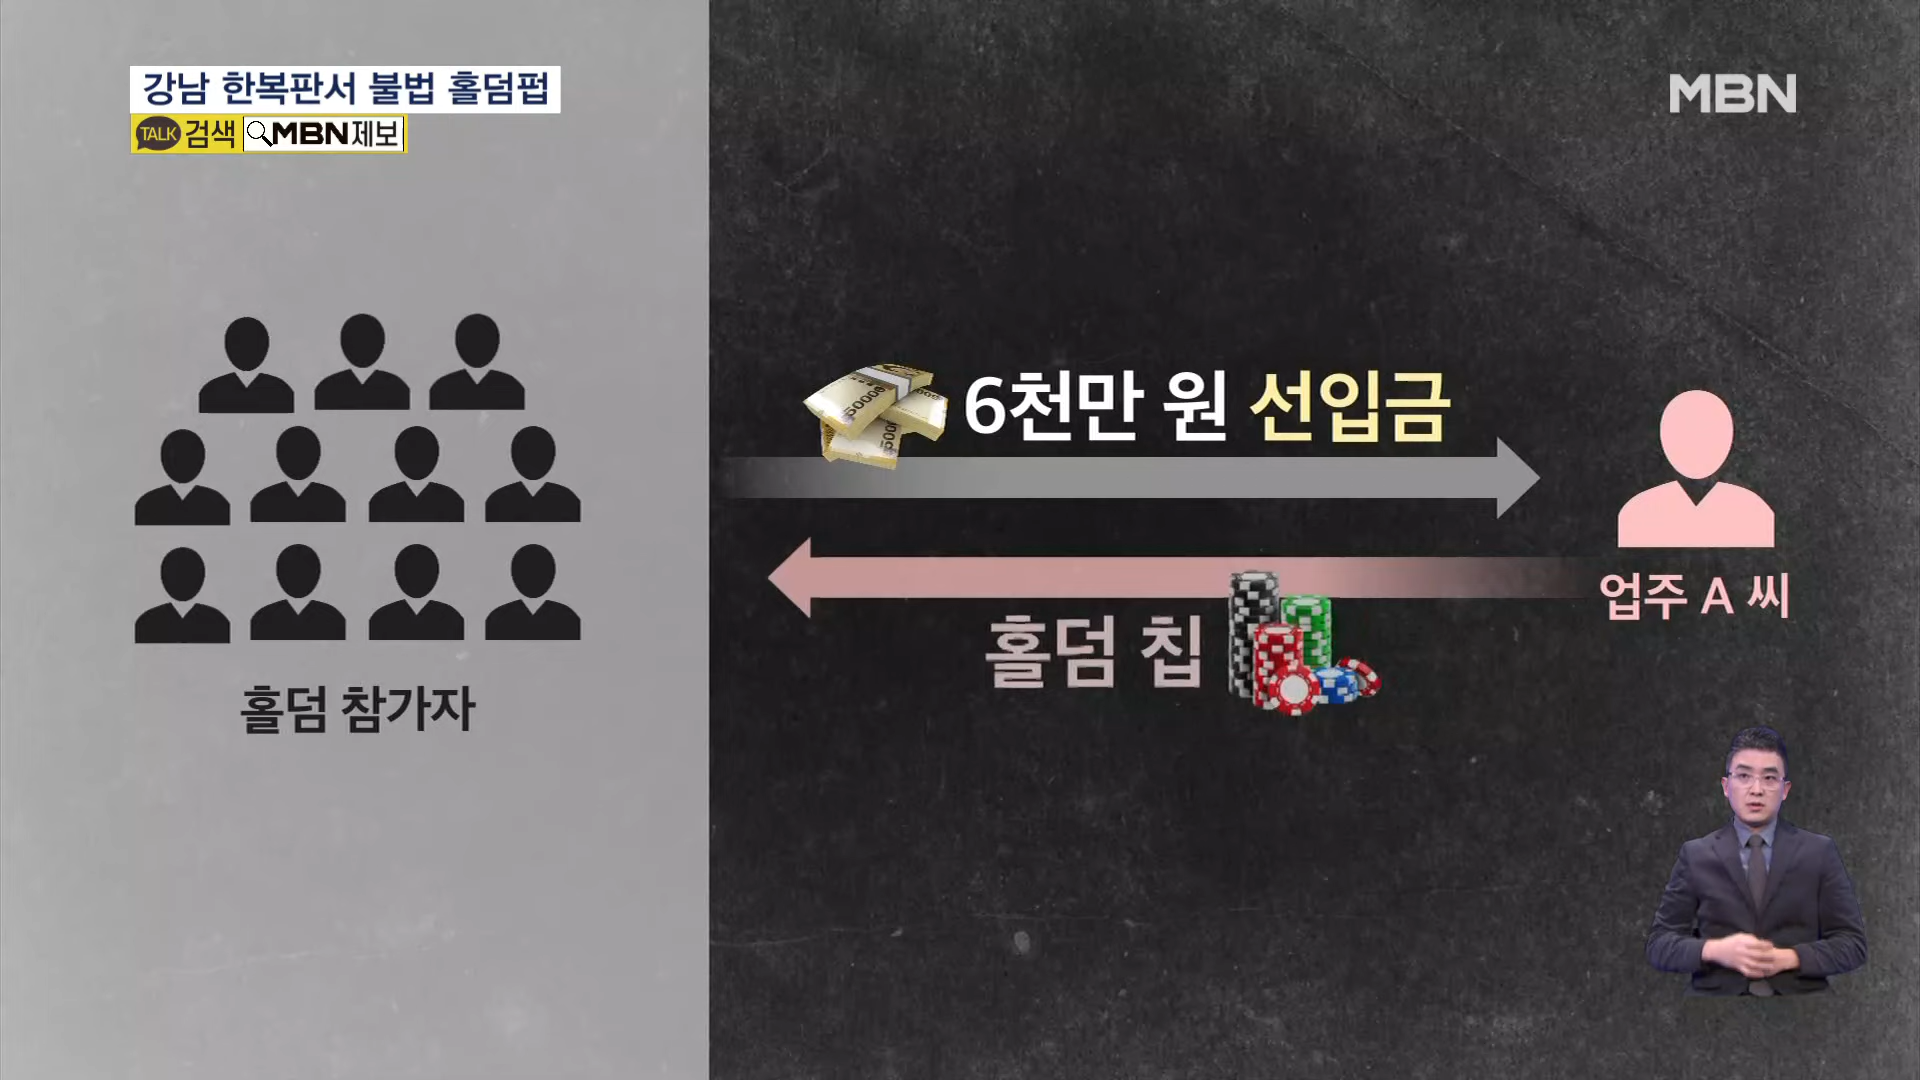 강남 한복판서 불법 홀덤펍
TALK 검색 MBN제보
MBN
6천만 원 선입금
홀덤 칩
업주 A 씨
홀덤 참가자